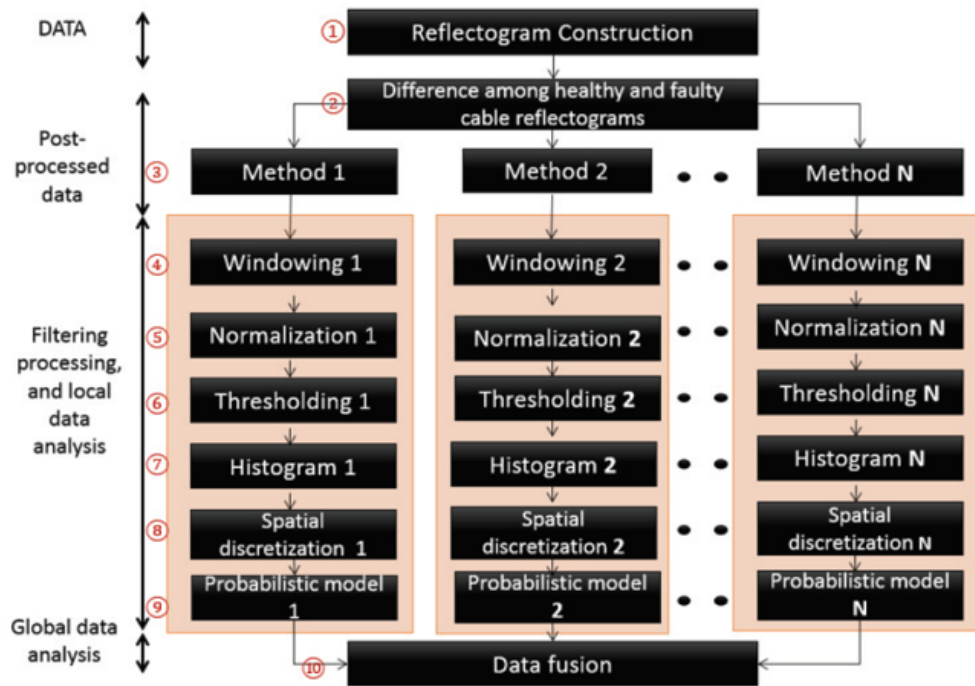 DATA
① Reflectogram Construction
② Difference among healthy and faulty
cable reflectograms
Post-
processed
data
③ Method 1 Method 2 • • Method N
④ Windowing 1 Windowing 2 • • Windowing N
Filtering
processing,
and local
data
analysis
⑤ Normalization 1 Normalization 2 • • Normalization N
⑥ Thresholding 1 Thresholding 2 • • Thresholding N
⑦ Histogram 1 Histogram 2 • • Histogram N
⑧ Spatial
discretization 1
Spatial
discretization 2
• •
Spatial
discretization N
⑨ Probabilistic model
1
Probabilistic model
2
• •
Probabilistic model
N
Global data
analysis
⑩ Data fusion